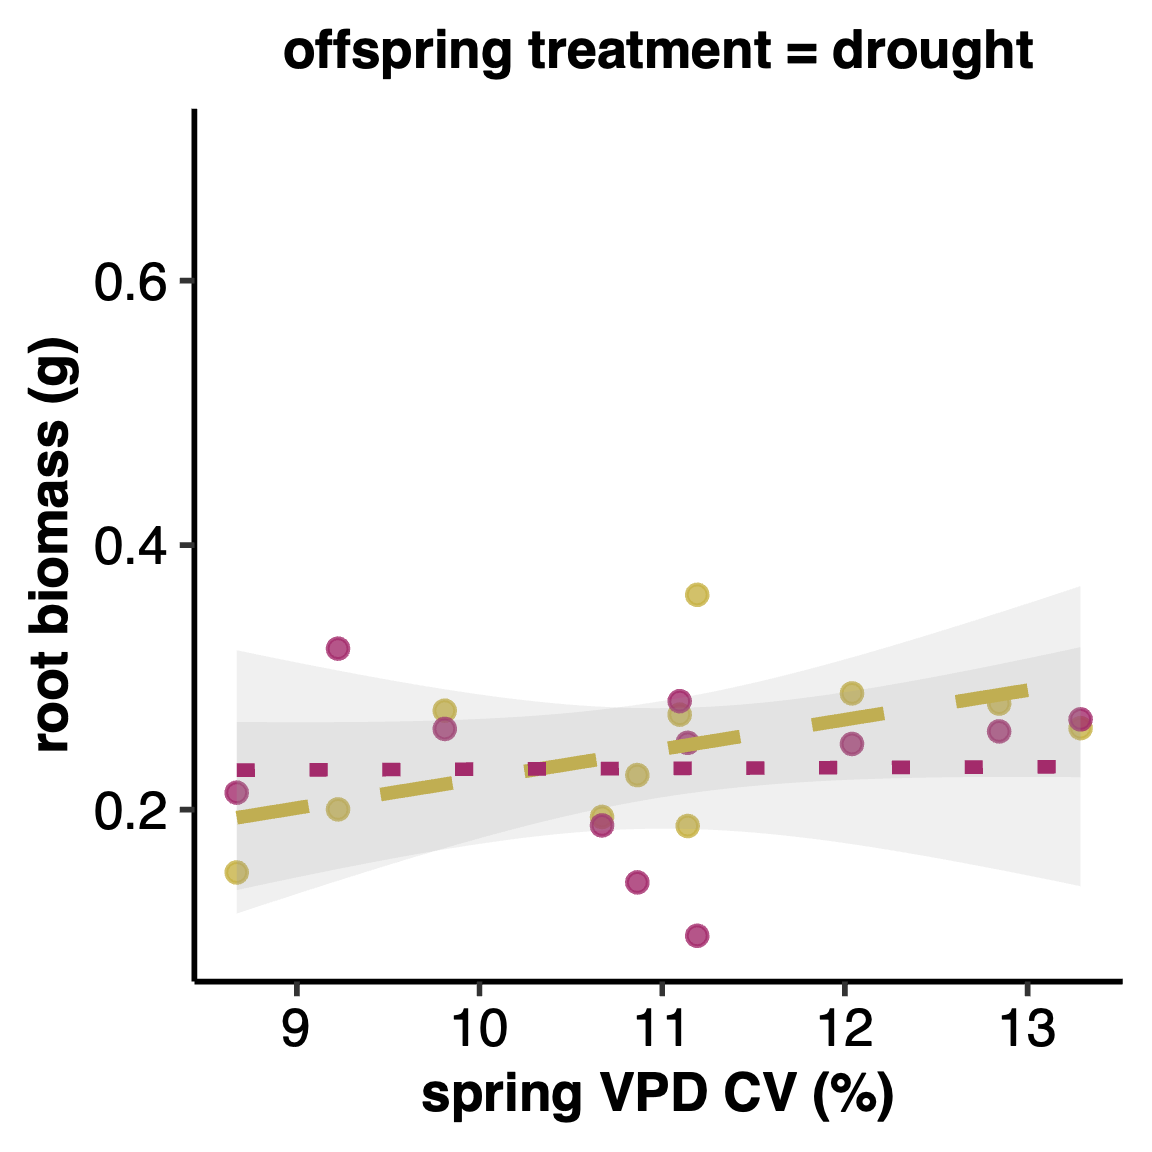 offspring treatment = drought
0.6
0.4
0.2
root biomass (g)
9 10 11 12 13
spring VPD CV (%)